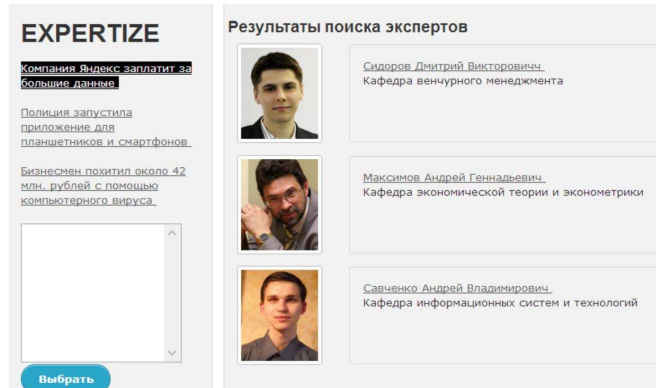 EXPERTIZE
Компания Яндекс заплатит за
большие данные
Полиция запустила
приложение для
планшетников и смартфонов
Бизнесмен похитил около 42
млн. рублей с помощью
компьютерного вируса
Выбрать
Результаты поиска экспертов
Сидоров Дмитрий Викторовичч
Кафедра венчурного менеджмента
Максимов Андрей Геннадьевич
Кафедра экономической теории и эконометрики
Савченко Андрей Владимирович
Кафедра информационных систем и технологий